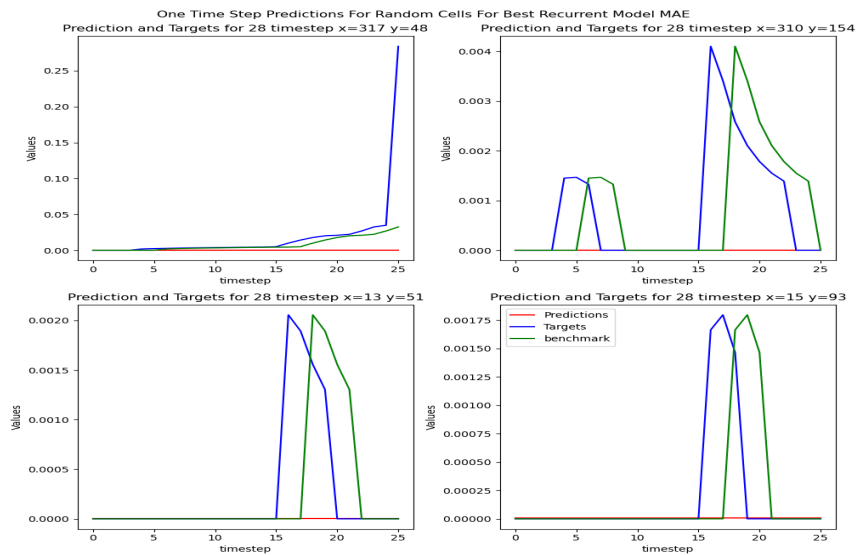 One Time Step Predictions For Random Cells For Best Recurrent Model MAE
Prediction and Targets for 28 timestep x=317 y=48
0.25
0.20
0.15
0.10
0.05
0.00
Values
0 5 10 15 20 25
timestep
Prediction and Targets for 28 timestep x=310 y=154
0.004
0.003
0.002
0.001
0.000
Values
0 5 10 15 20 25
timestep
Prediction and Targets for 28 timestep x=13 y=51
0.0020
0.0015
0.0010
0.0005
0.0000
Values
0 5 10 15 20 25
timestep
Prediction and Targets for 28 timestep x=15 y=93
Predictions
Targets
benchmark
0.00175
0.00150
0.00125
0.00100
0.00075
0.00050
0.00025
0.00000
Values
0 5 10 15 20 25
timestep